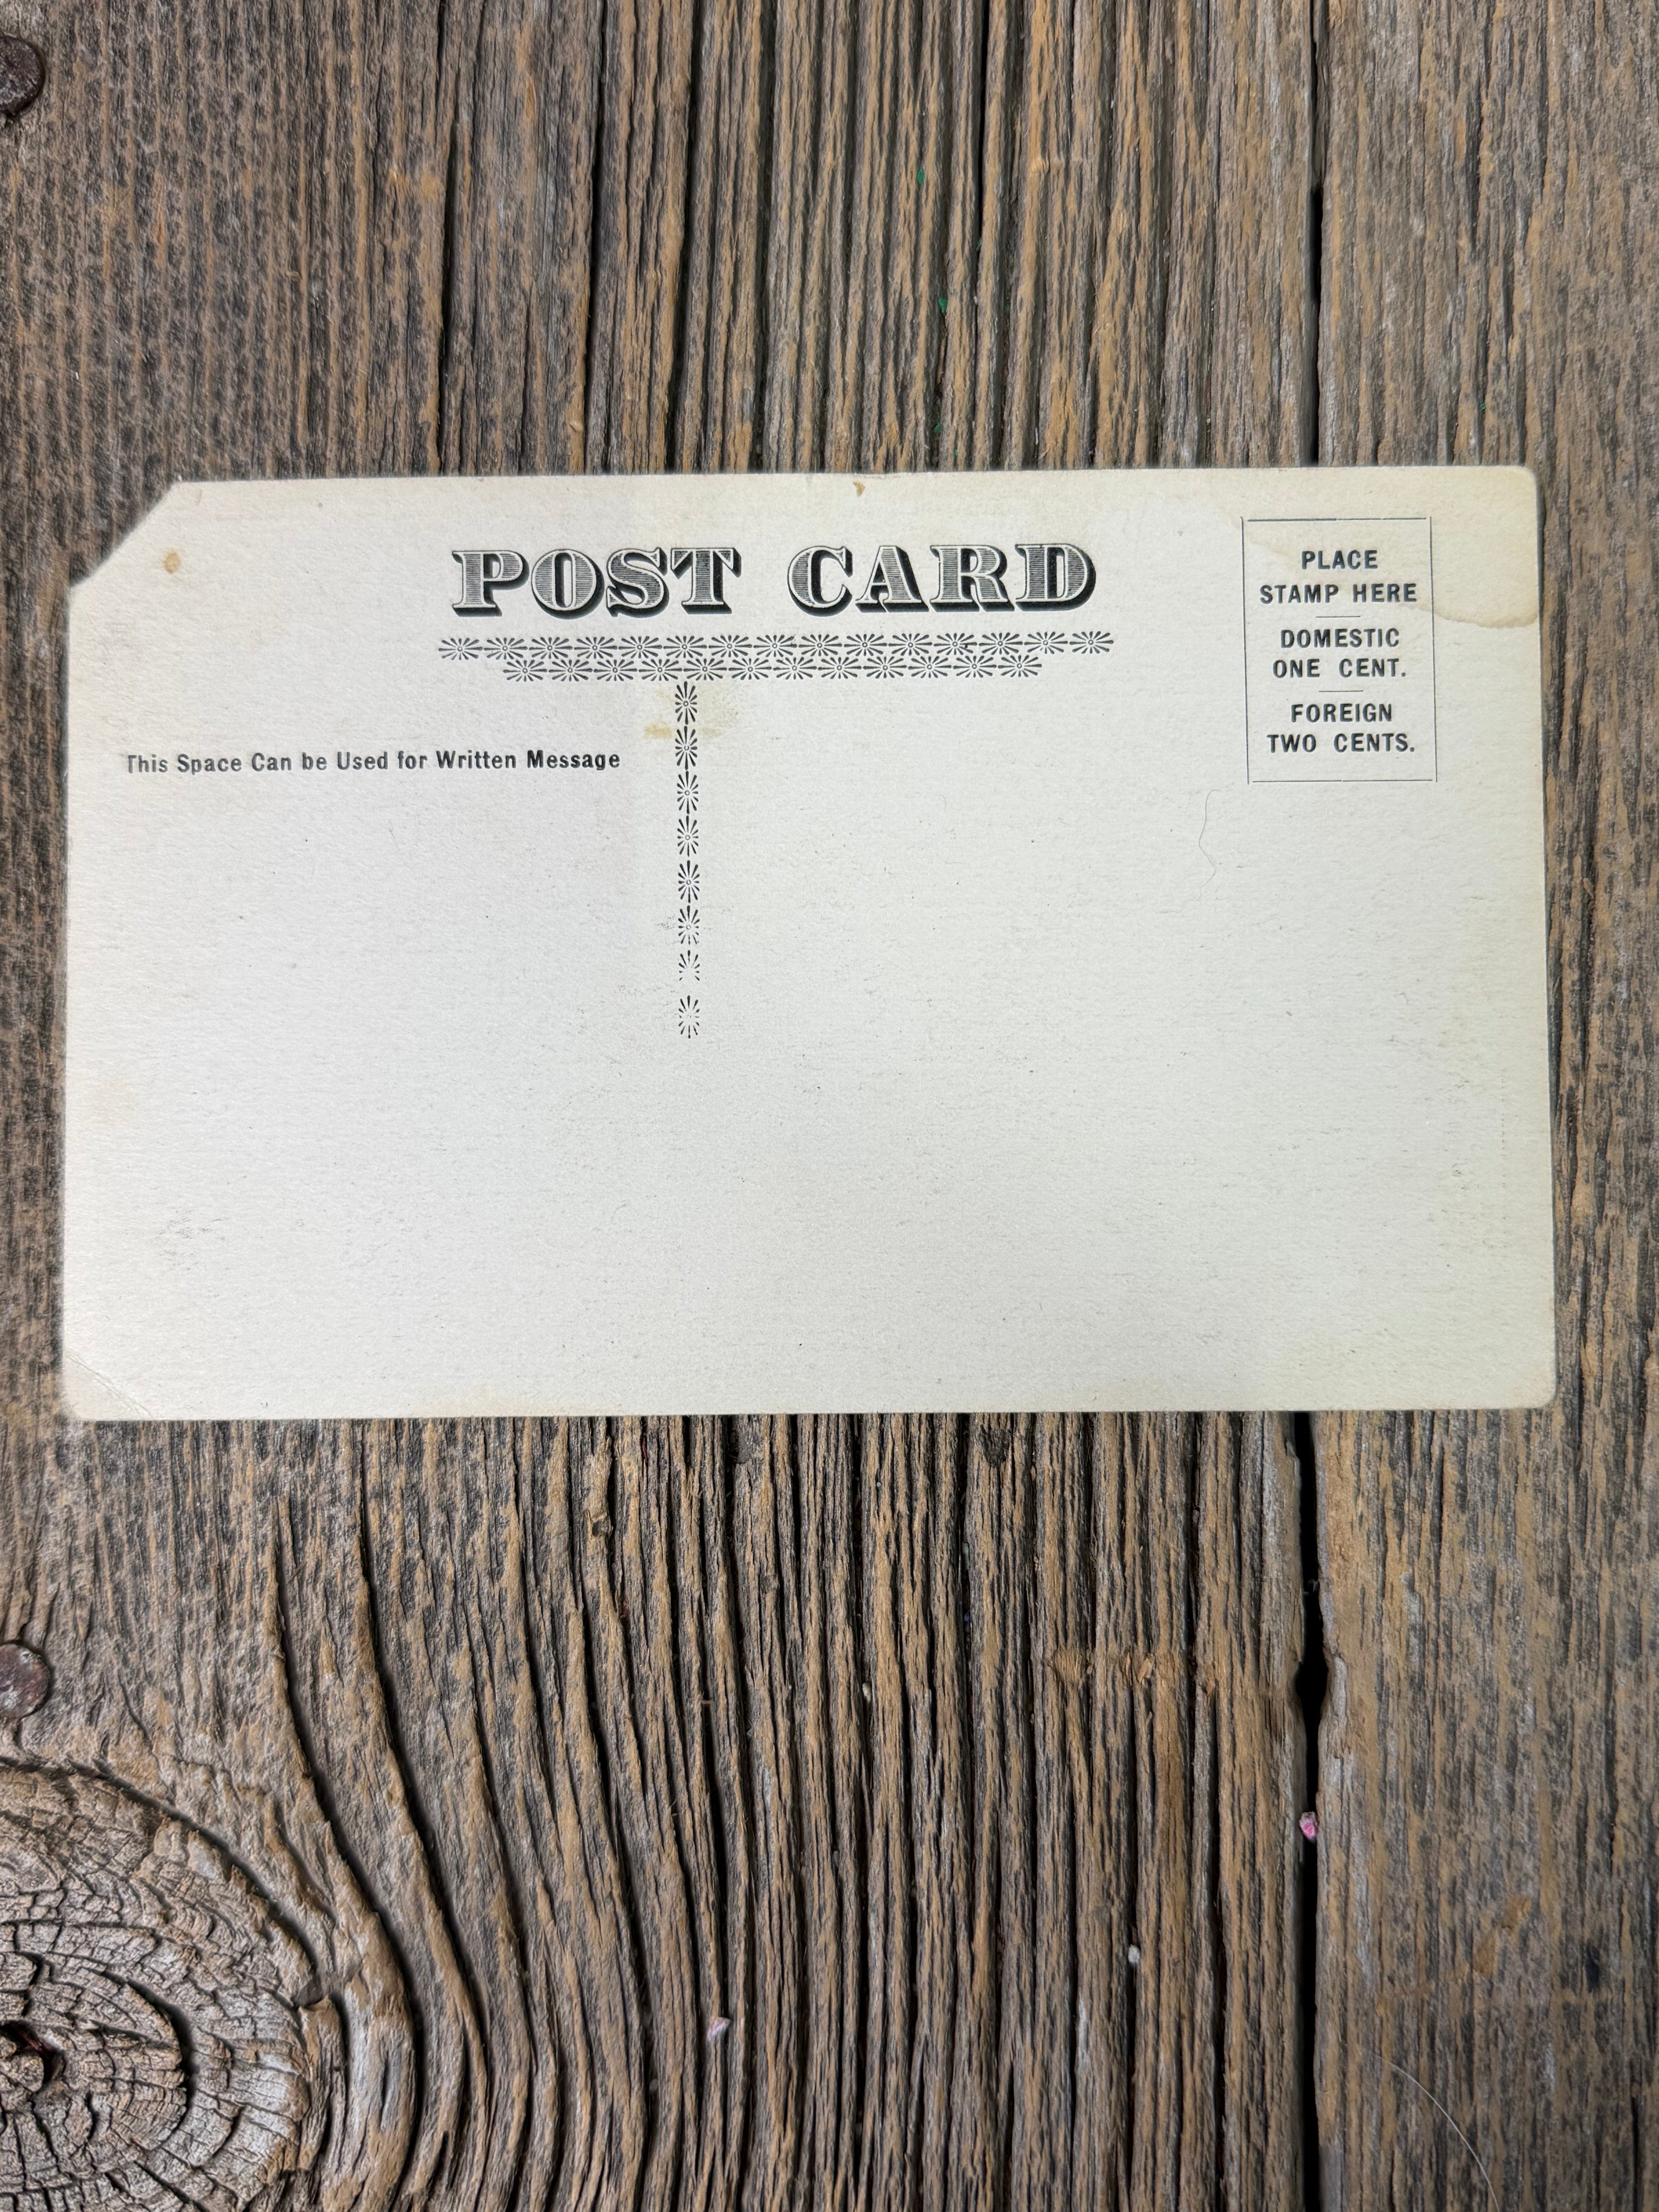 POST CARD
This Space Can be Used for Written Message
PLACE
STAMP HERE
DOMESTIC
ONE CENT.
FOREIGN
TWO CENTS.